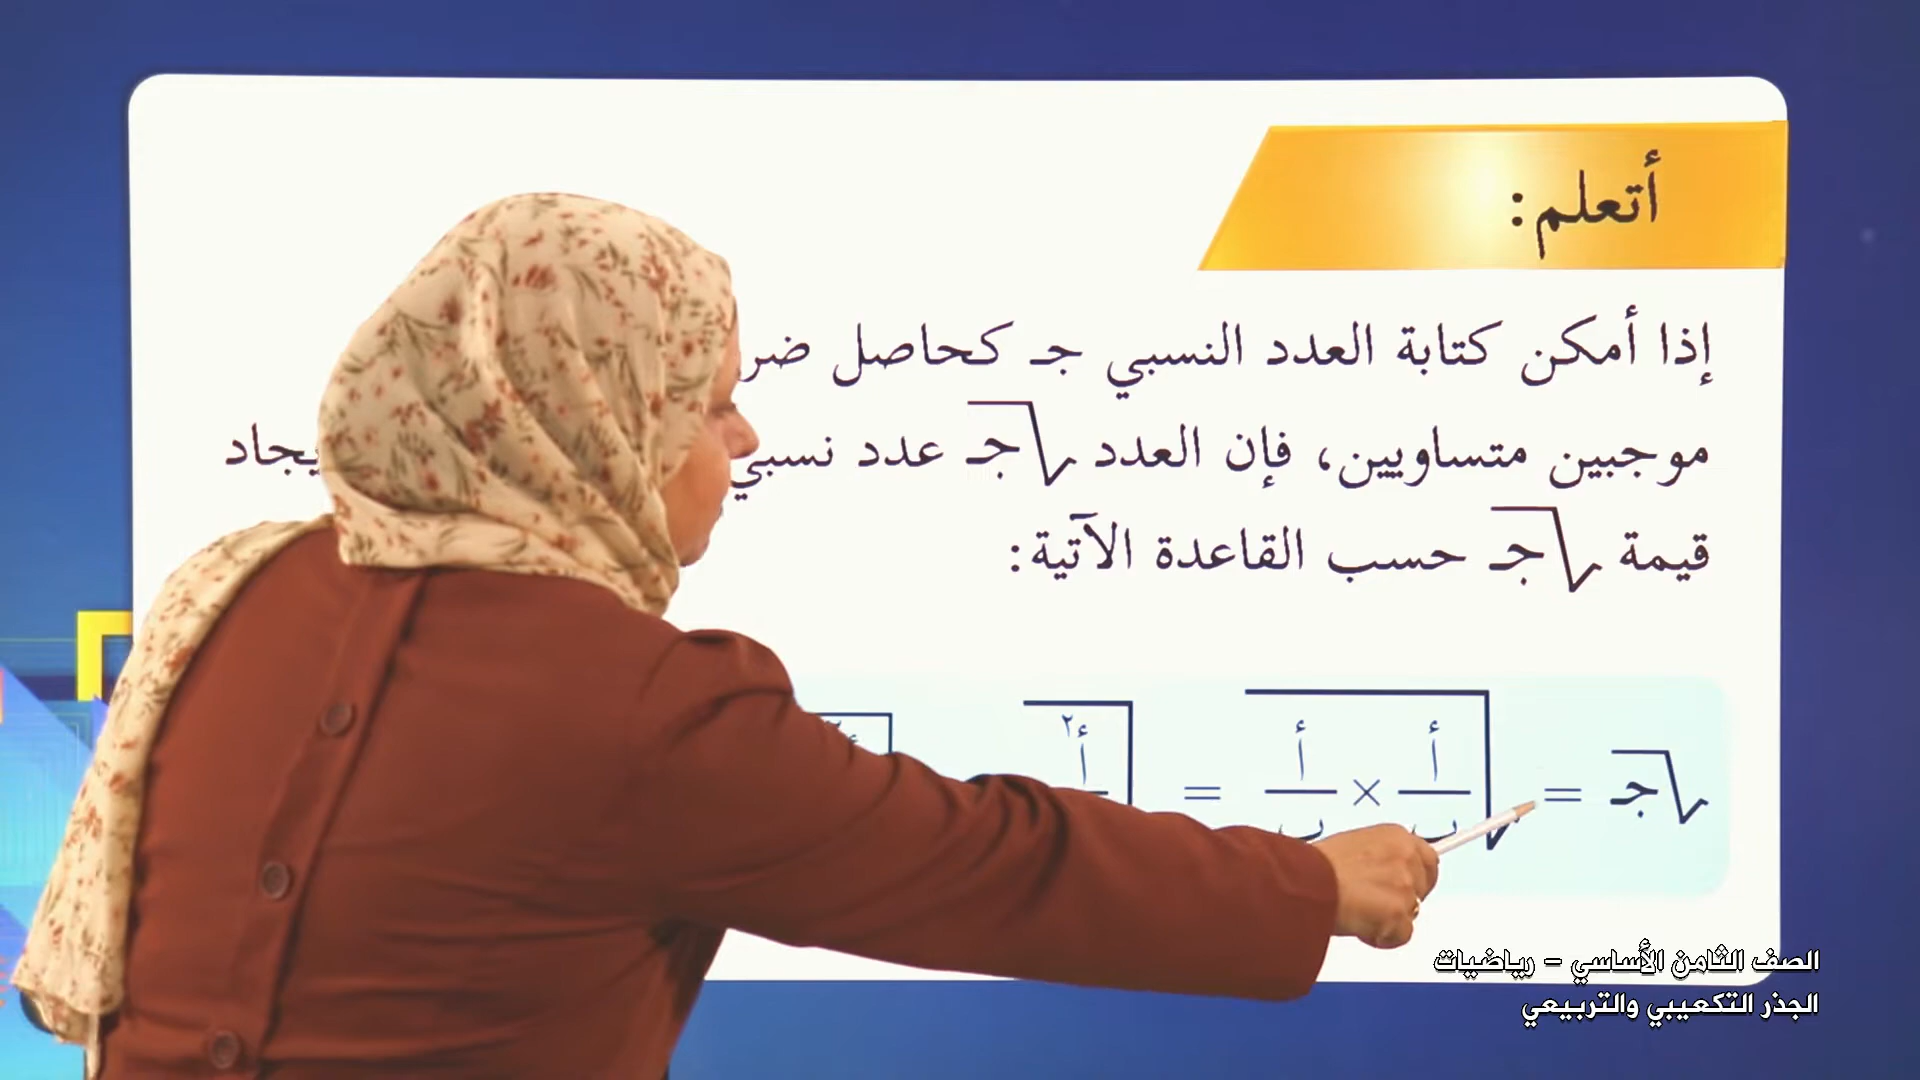 أتعلم:
إذا أمكن كتابة العدد النسبي جـ كحاصل
موجبين متساويين، فإن العدد √جـ عدد نسبي
قيمة √جـ حسب القاعدة الآتية:
√جـ = √(أ/ب × أ/ب) =
الصف الثامن الأساسي – رياضيات
الجذر التكعيبي والتربيعي